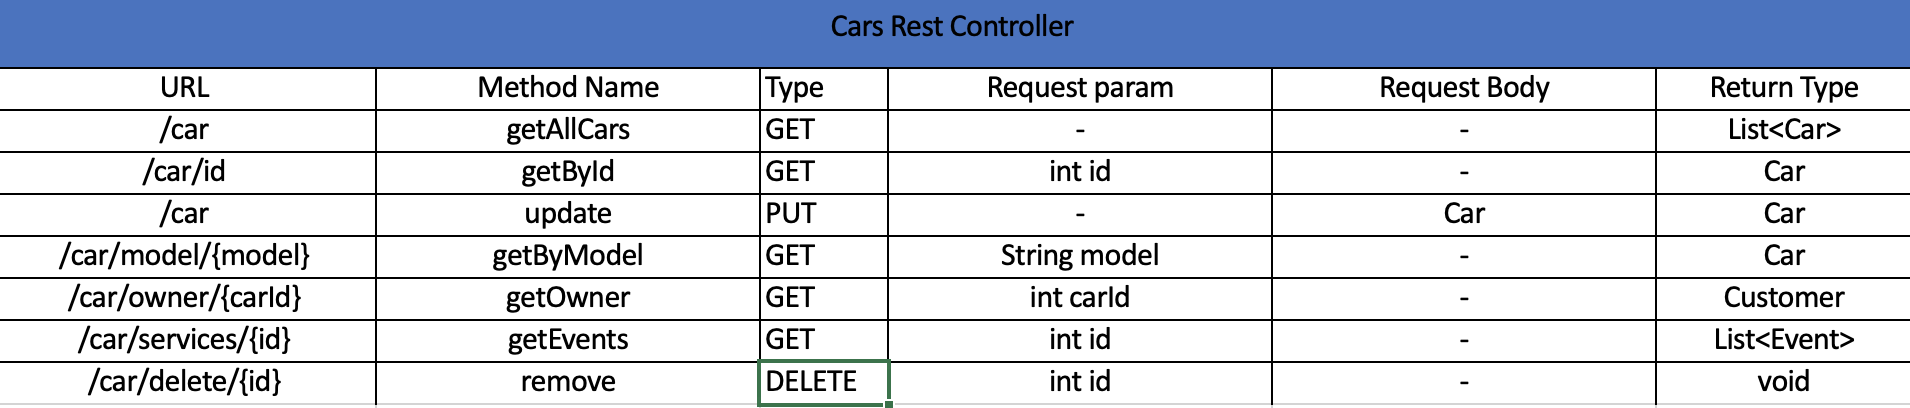 Cars Rest Controller
URL Method Name Type Request param Request Body Return Type
/car getAllCars GET - - List<Car>
/car/id getById GET int id - Car
/car update PUT - Car Car
/car/model/{model} getByModel GET String model - Car
/car/owner/{carId} getOwner GET int carId - Customer
/car/services/{id} getEvents GET int id - List<Event>
/car/delete/{id} remove DELETE int id - void